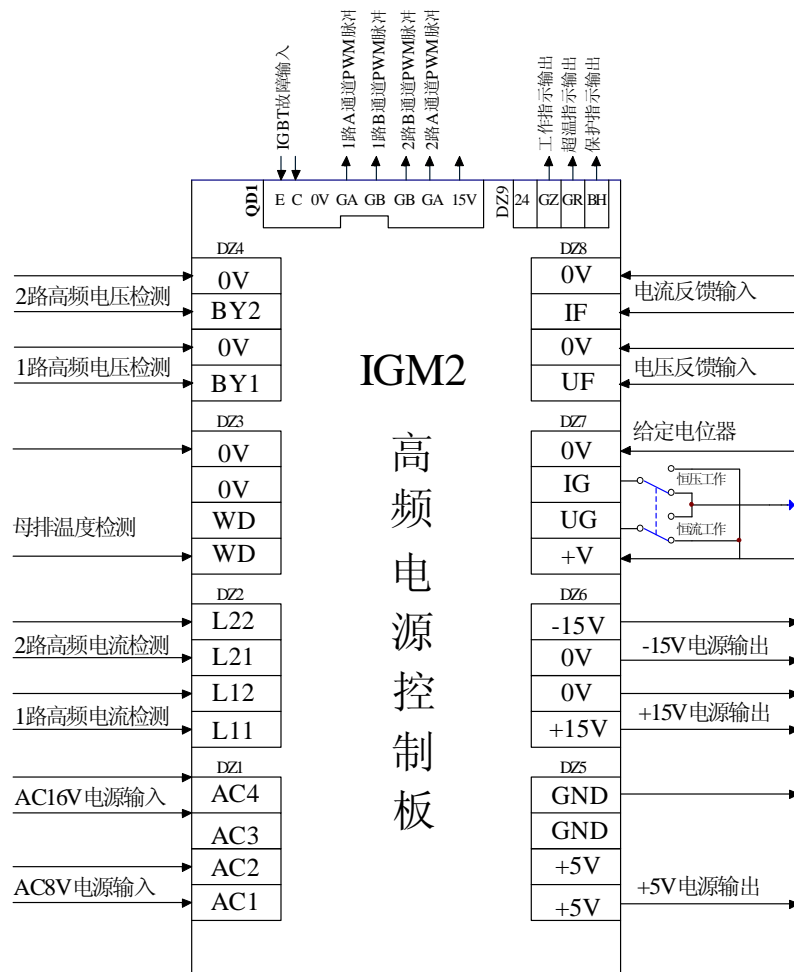 IGBT故障输入
1路A通道PWM脉冲
1路B通道PWM脉冲
2路B通道PWM脉冲
2路A通道PWM脉冲
工作指示输出
超温指示输出
保护指示输出
QD1
E C 0V GA GB GB GA 15V
DZ9
24 GZ GR BH
DZ4
0V
BY2
0V
BY1
2路高频电压检测
1路高频电压检测
DZ3
0V
0V
WD
WD
母排温度检测
DZ2
L22
L21
L12
L11
2路高频电流检测
1路高频电流检测
DZ1
AC4
AC3
AC2
AC1
AC16V电源输入
AC8V电源输入
IGM2
高频电源控制板
DZ8
0V
IF
0V
UF
电流反馈输入
电压反馈输入
DZ7
0V
IG
UG
+V
给定电位器
恒压工作
恒流工作
DZ6
-15V
0V
0V
+15V
-15V电源输出
+15V电源输出
DZ5
GND
GND
+5V
+5V
+5V电源输出